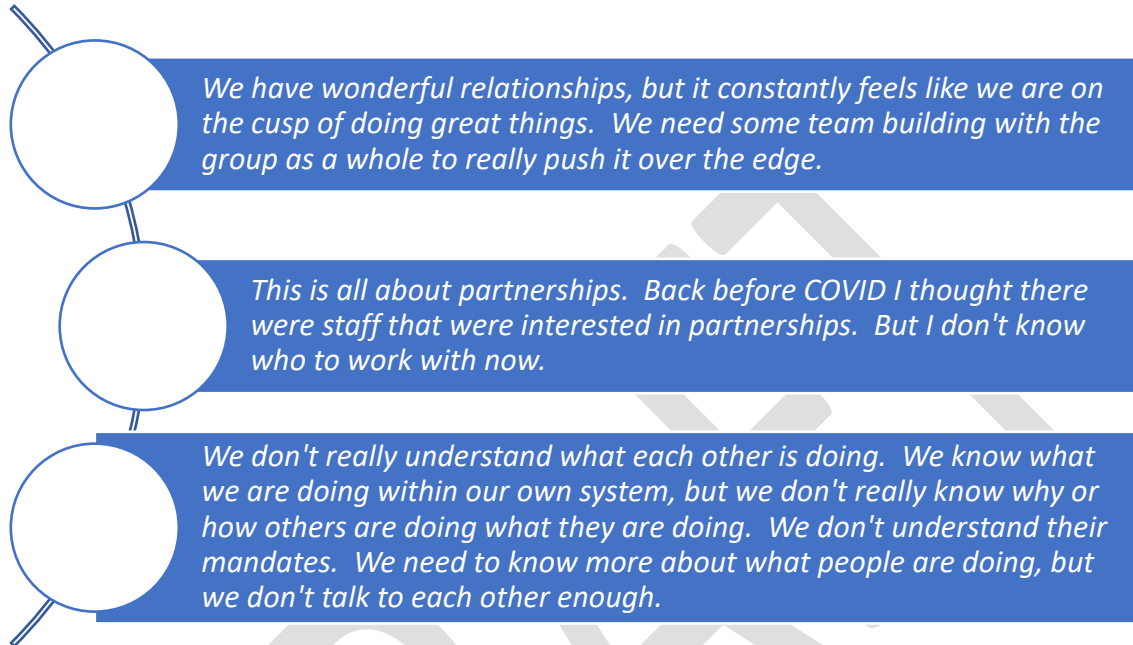 We have wonderful relationships, but it constantly feels like we are on
the cusp of doing great things.  We need some team building with the
group as a whole to really push it over the edge.
This is all about partnerships.  Back before COVID I thought there
were staff that were interested in partnerships.  But I don't know
who to work with now.
We don't really understand what each other is doing.  We know what
we are doing within our own system, but we don't really know why or
how others are doing what they are doing.  We don't understand their
mandates.  We need to know more about what people are doing, but
we don't talk to each other enough.